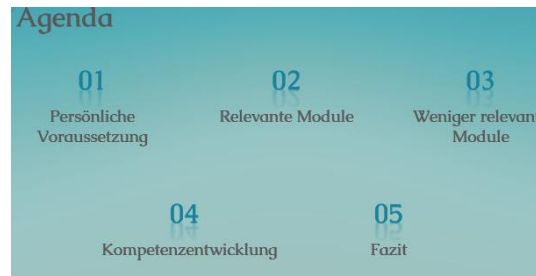 Agenda
01
02
03
Persönliche
Voraussetzung
Relevante Module
Weniger relevan
Module
04
05
Kompetenzentwicklung
Fazit